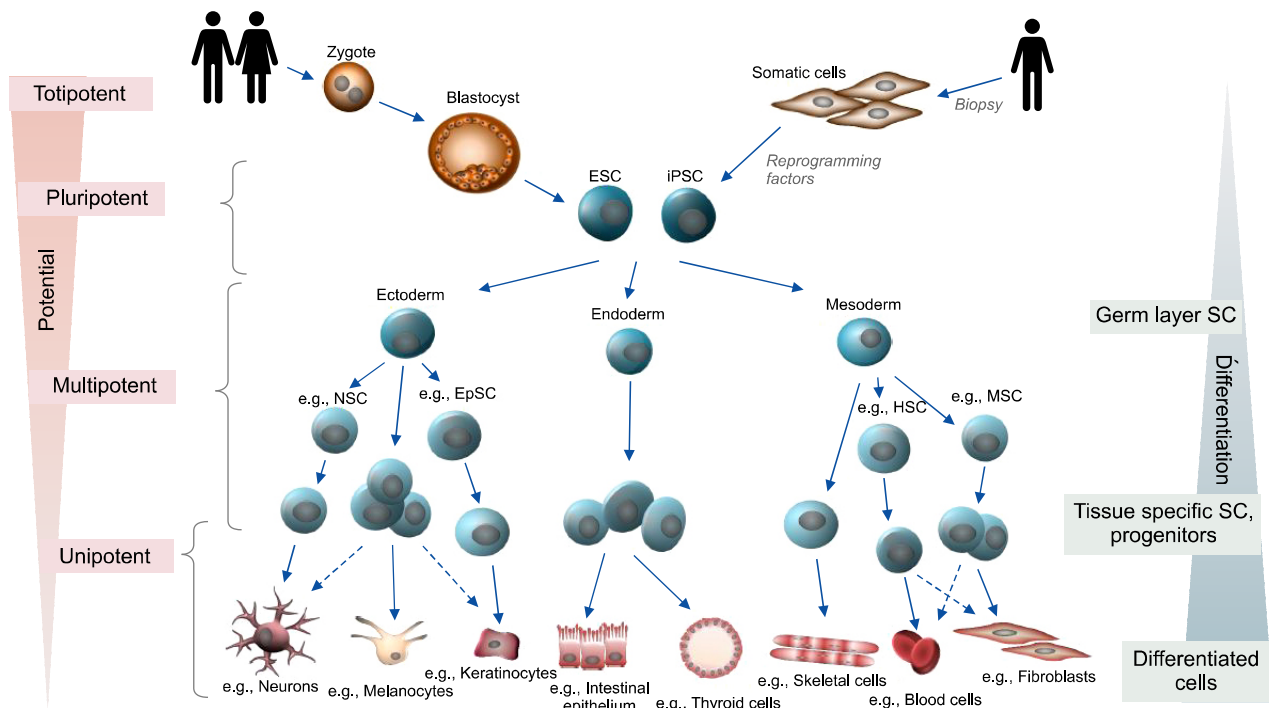 Zygote
Totipotent
Blastocyst
Somatic cells
Biopsy
Reprogramming
factors
Pluripotent
ESC
iPSC
Potential
Ectoderm
Endoderm
Mesoderm
Germ layer SC
Differentiation
Multipotent
e.g., NSC
e.g., EpSC
e.g., HSC
e.g., MSC
Tissue specific SC,
progenitors
Unipotent
e.g., Neurons
e.g., Melanocytes
e.g., Keratinocytes
e.g., Intestinal
epithelium
e.g., Thyroid cells
e.g., Skeletal cells
e.g., Blood cells
e.g., Fibroblasts
Differentiated
cells